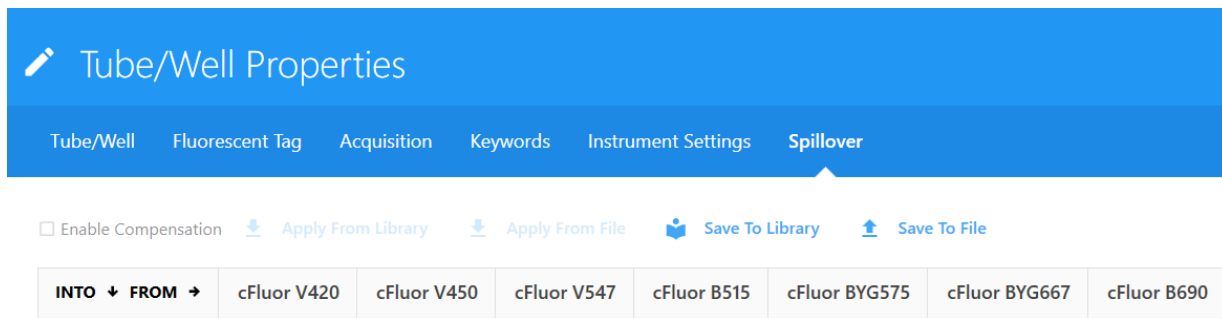 Tube/Well Properties
Tube/Well Fluorescent Tag Acquisition Keywords Instrument Settings Spillover
Enable Compensation Apply From Library Apply From File Save To Library Save To File
INTO ↓ FROM → cFluor V420 cFluor V450 cFluor V547 cFluor B515 cFluor BYG575 cFluor BYG667 cFluor B690